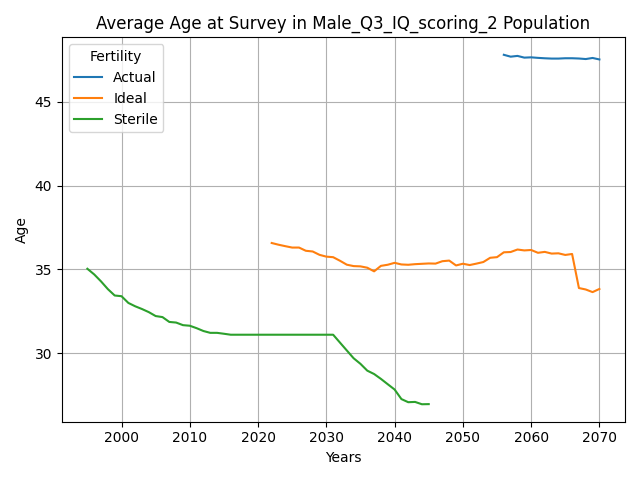 Average Age at Survey in Male_Q3_IQ_scoring_2 Population
Fertility
Actual
Ideal
Sterile
45
40
35
30
Age
2000 2010 2020 2030 2040 2050 2060 2070
Years